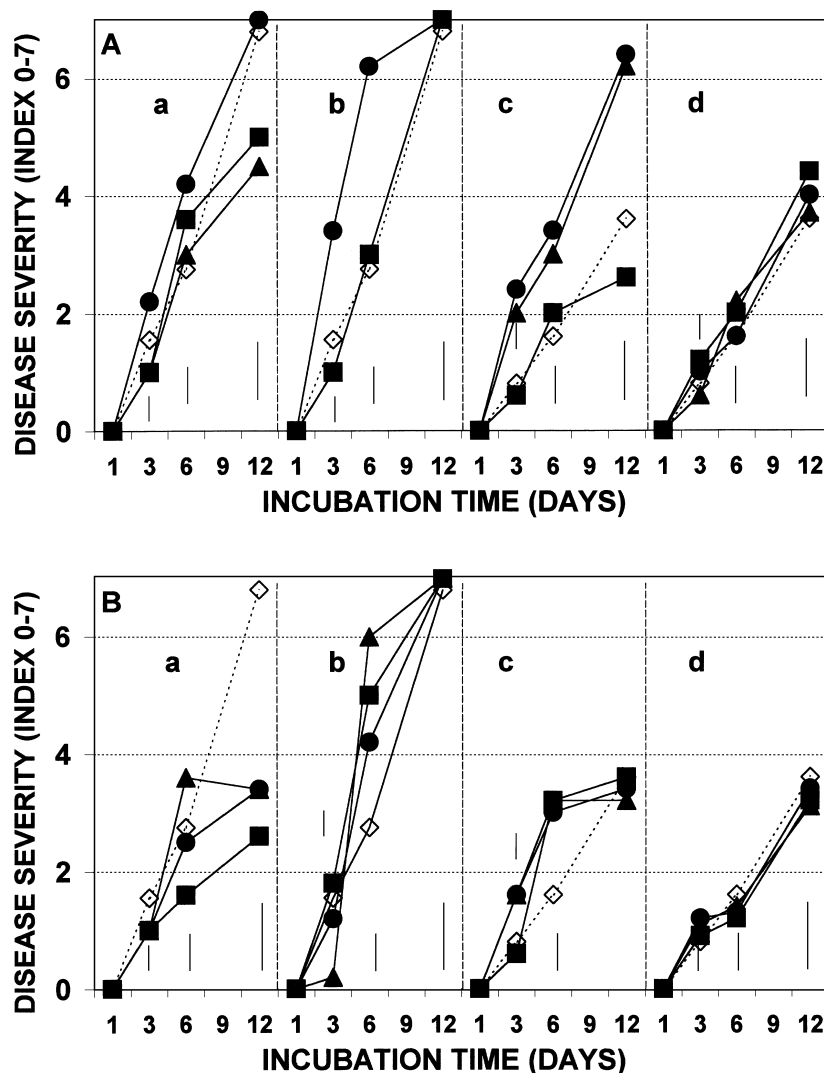 A
a b c d
DISEASE SEVERITY (INDEX 0-7)
6
4
2
0
1 3 6 9 12 1 3 6 9 12 1 3 6 9 12 1 3 6 9 12
INCUBATION TIME (DAYS)
B
a b c d
DISEASE SEVERITY (INDEX 0-7)
6
4
2
0
1 3 6 9 12 1 3 6 9 12 1 3 6 9 12 1 3 6 9 12
INCUBATION TIME (DAYS)